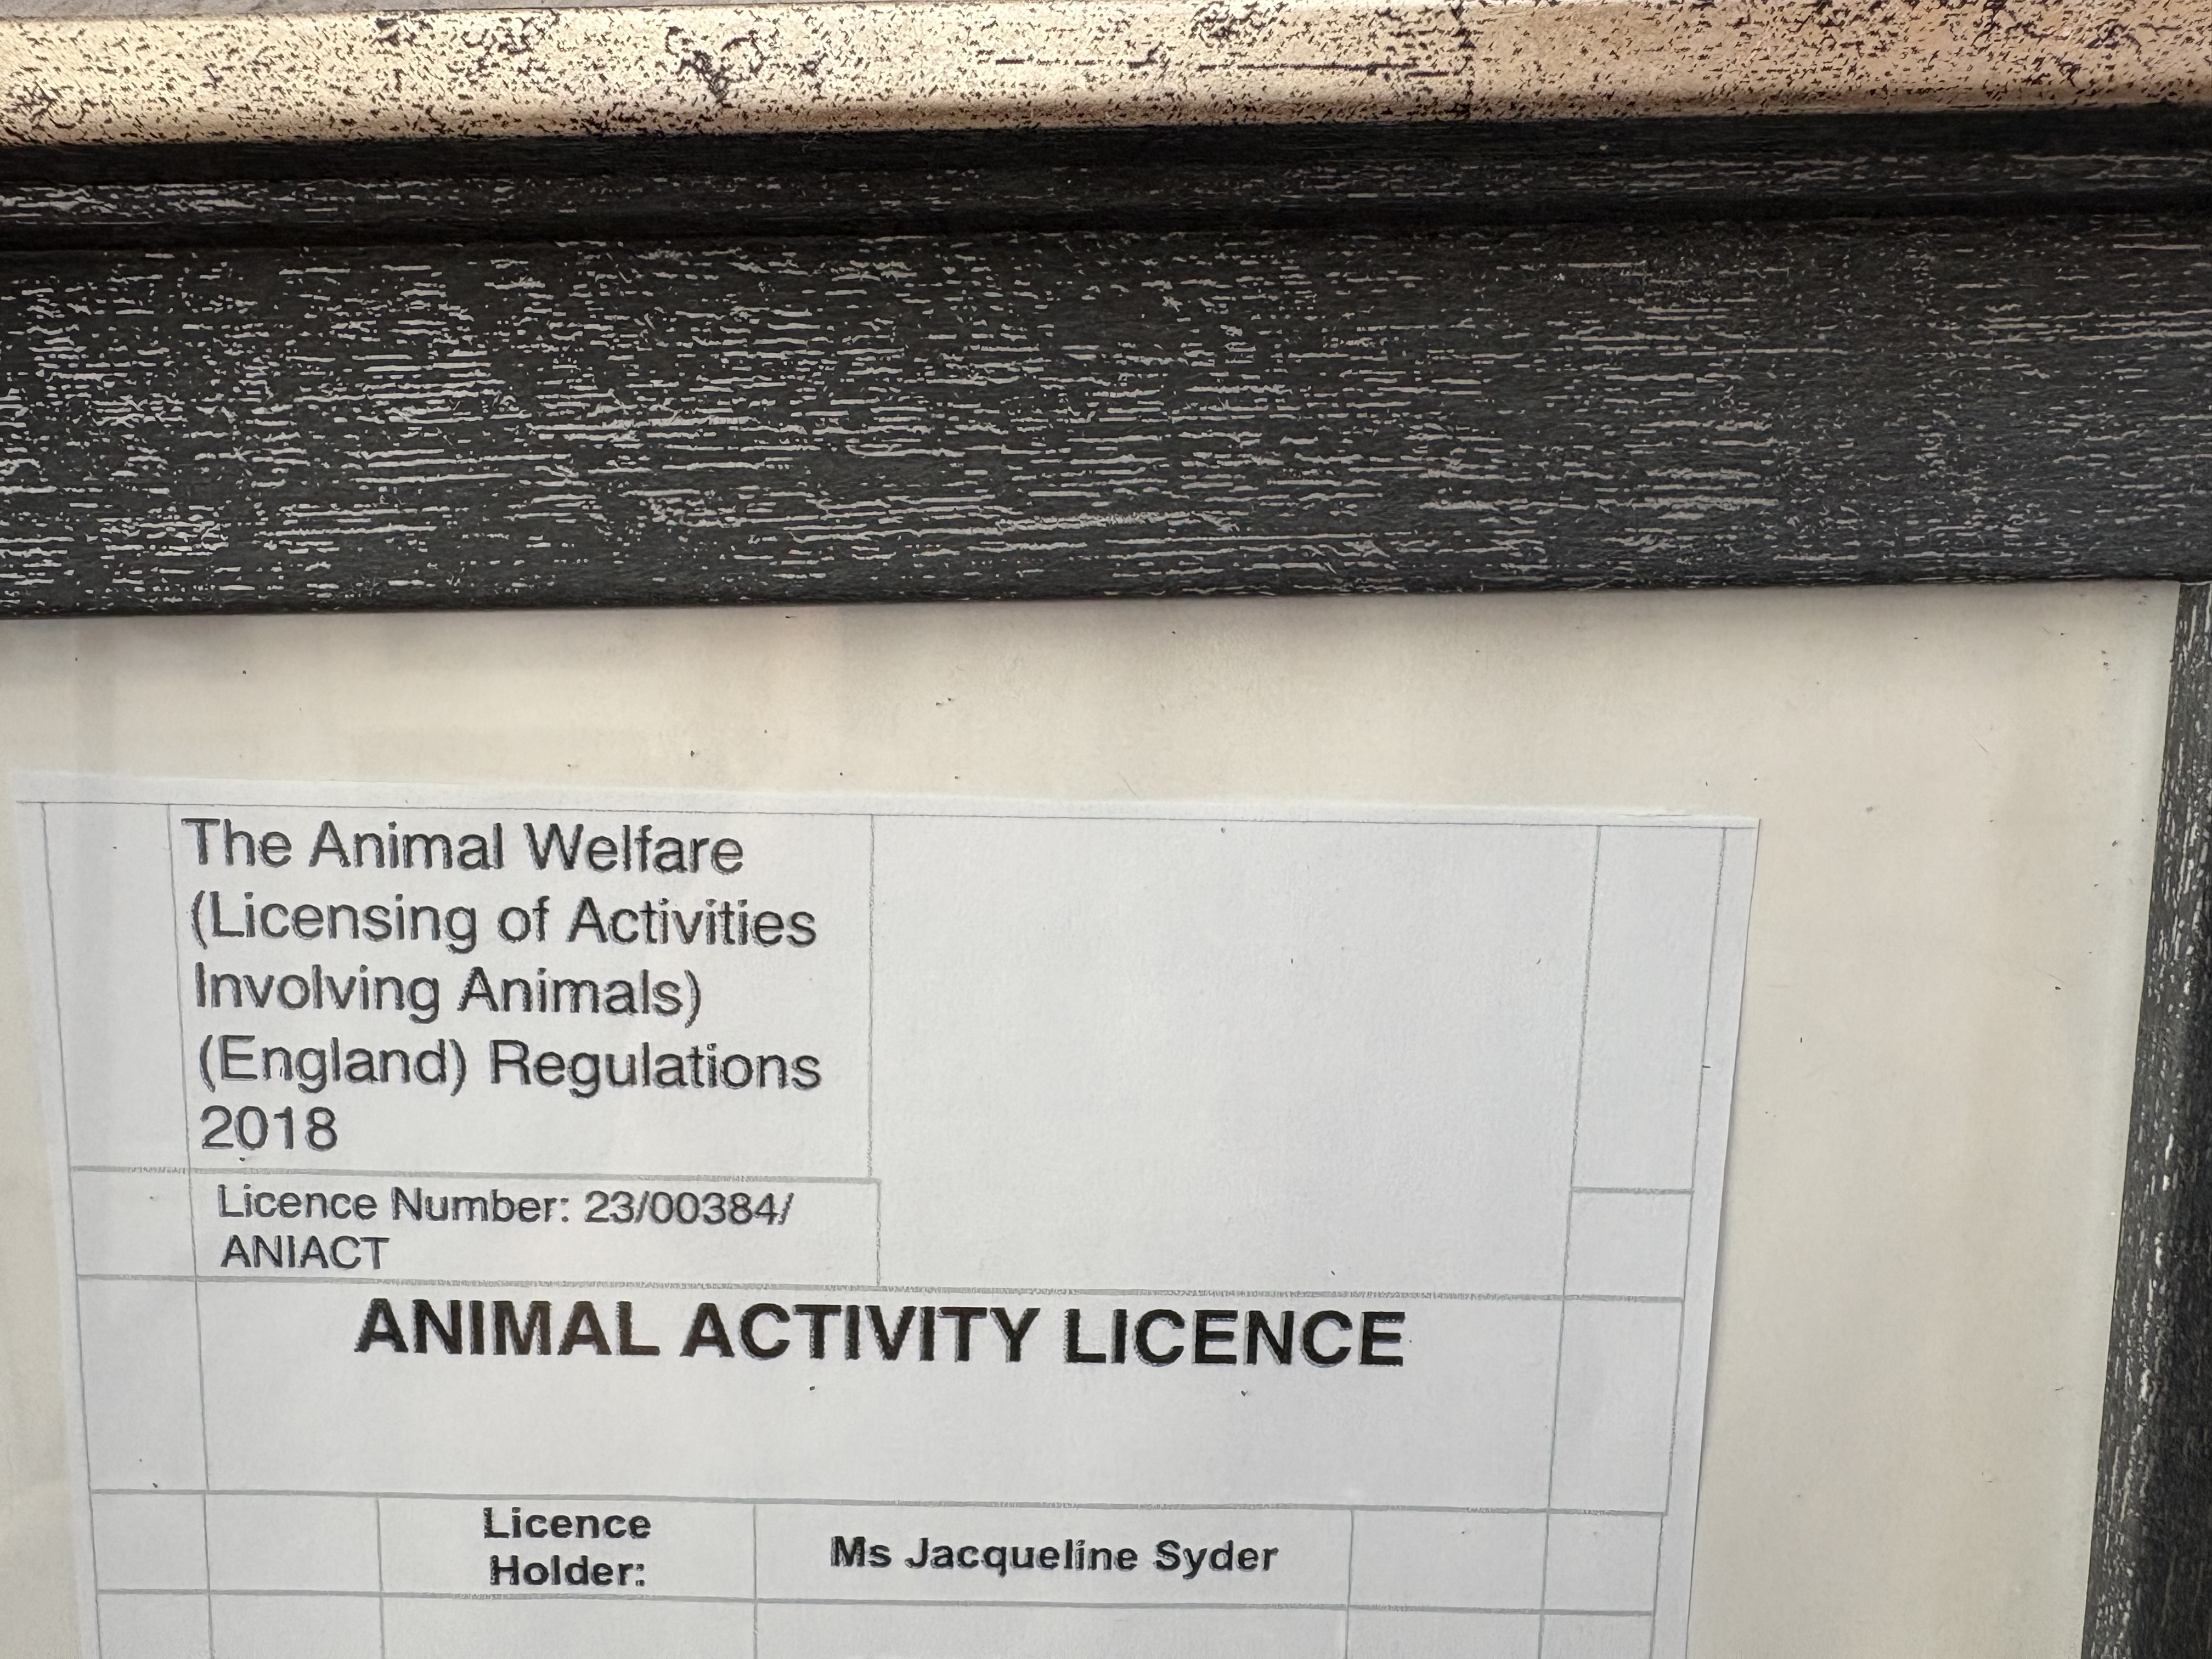 The Animal Welfare
(Licensing of Activities
Involving Animals)
(England) Regulations
2018
Licence Number: 23/00384/
ANIACT
ANIMAL ACTIVITY LICENCE
Licence
Holder:
Ms Jacqueline Syder